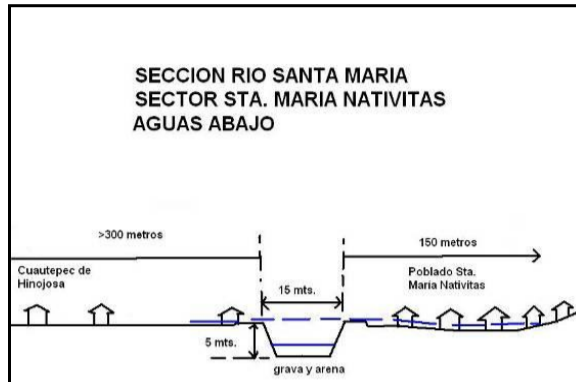 SECCION RIO SANTA MARIA
SECTOR STA. MARIA NATIVITAS
AGUAS ABAJO
>300 metros
150 metros
Cuautepec de
Hinojosa
15 mts.
Poblado Sta.
Maria Nativitas
5 mts.
grava y arena